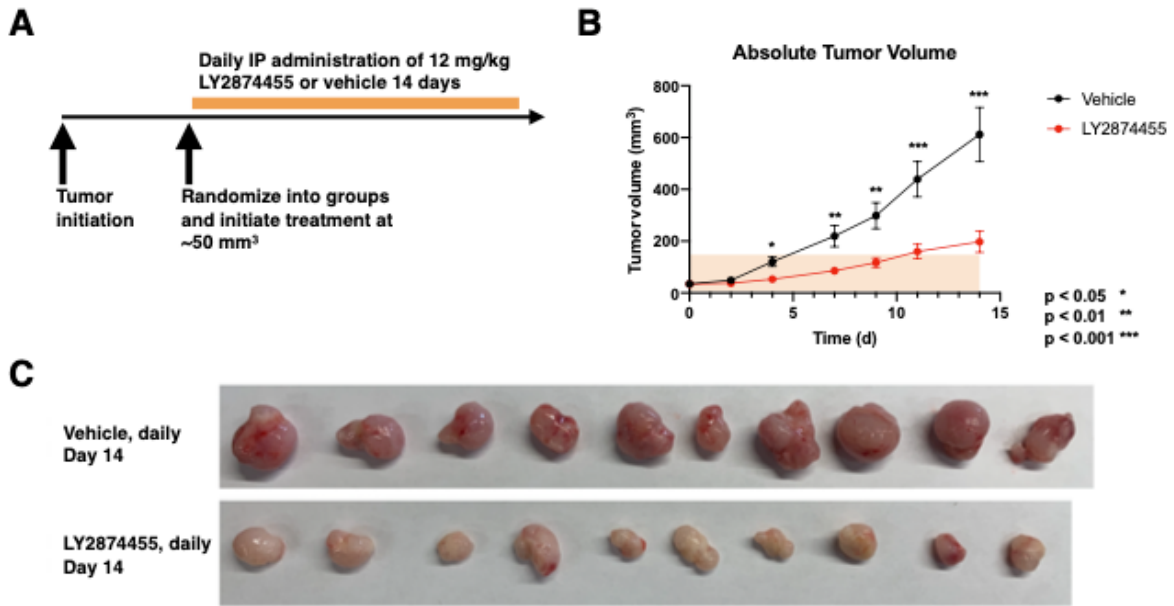 A
Daily IP administration of 12 mg/kg
LY2874455 or vehicle 14 days
Tumor
initiation
Randomize into groups
and initiate treatment at
~50 mm³
B
Absolute Tumor Volume
Tumor volume (mm³)
800
600
400
200
0
***
***
**
**
*
0
5
10
15
Time (d)
Vehicle
LY2874455
p < 0.05 *
p < 0.01 **
p < 0.001 ***
C
Vehicle, daily
Day 14
LY2874455, daily
Day 14